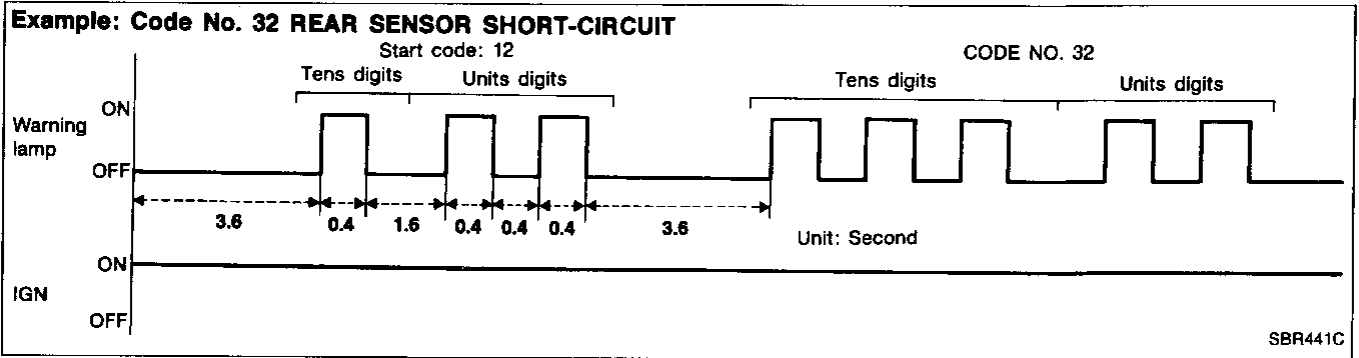 Example: Code No. 32 REAR SENSOR SHORT-CIRCUIT
Start code: 12
CODE NO. 32
Tens digits
Units digits
Tens digits
Units digits
ON
Warning
lamp
OFF
3.6
0.4
1.6
0.4
0.4
0.4
3.6
Unit: Second
ON
IGN
OFF
SBR441C